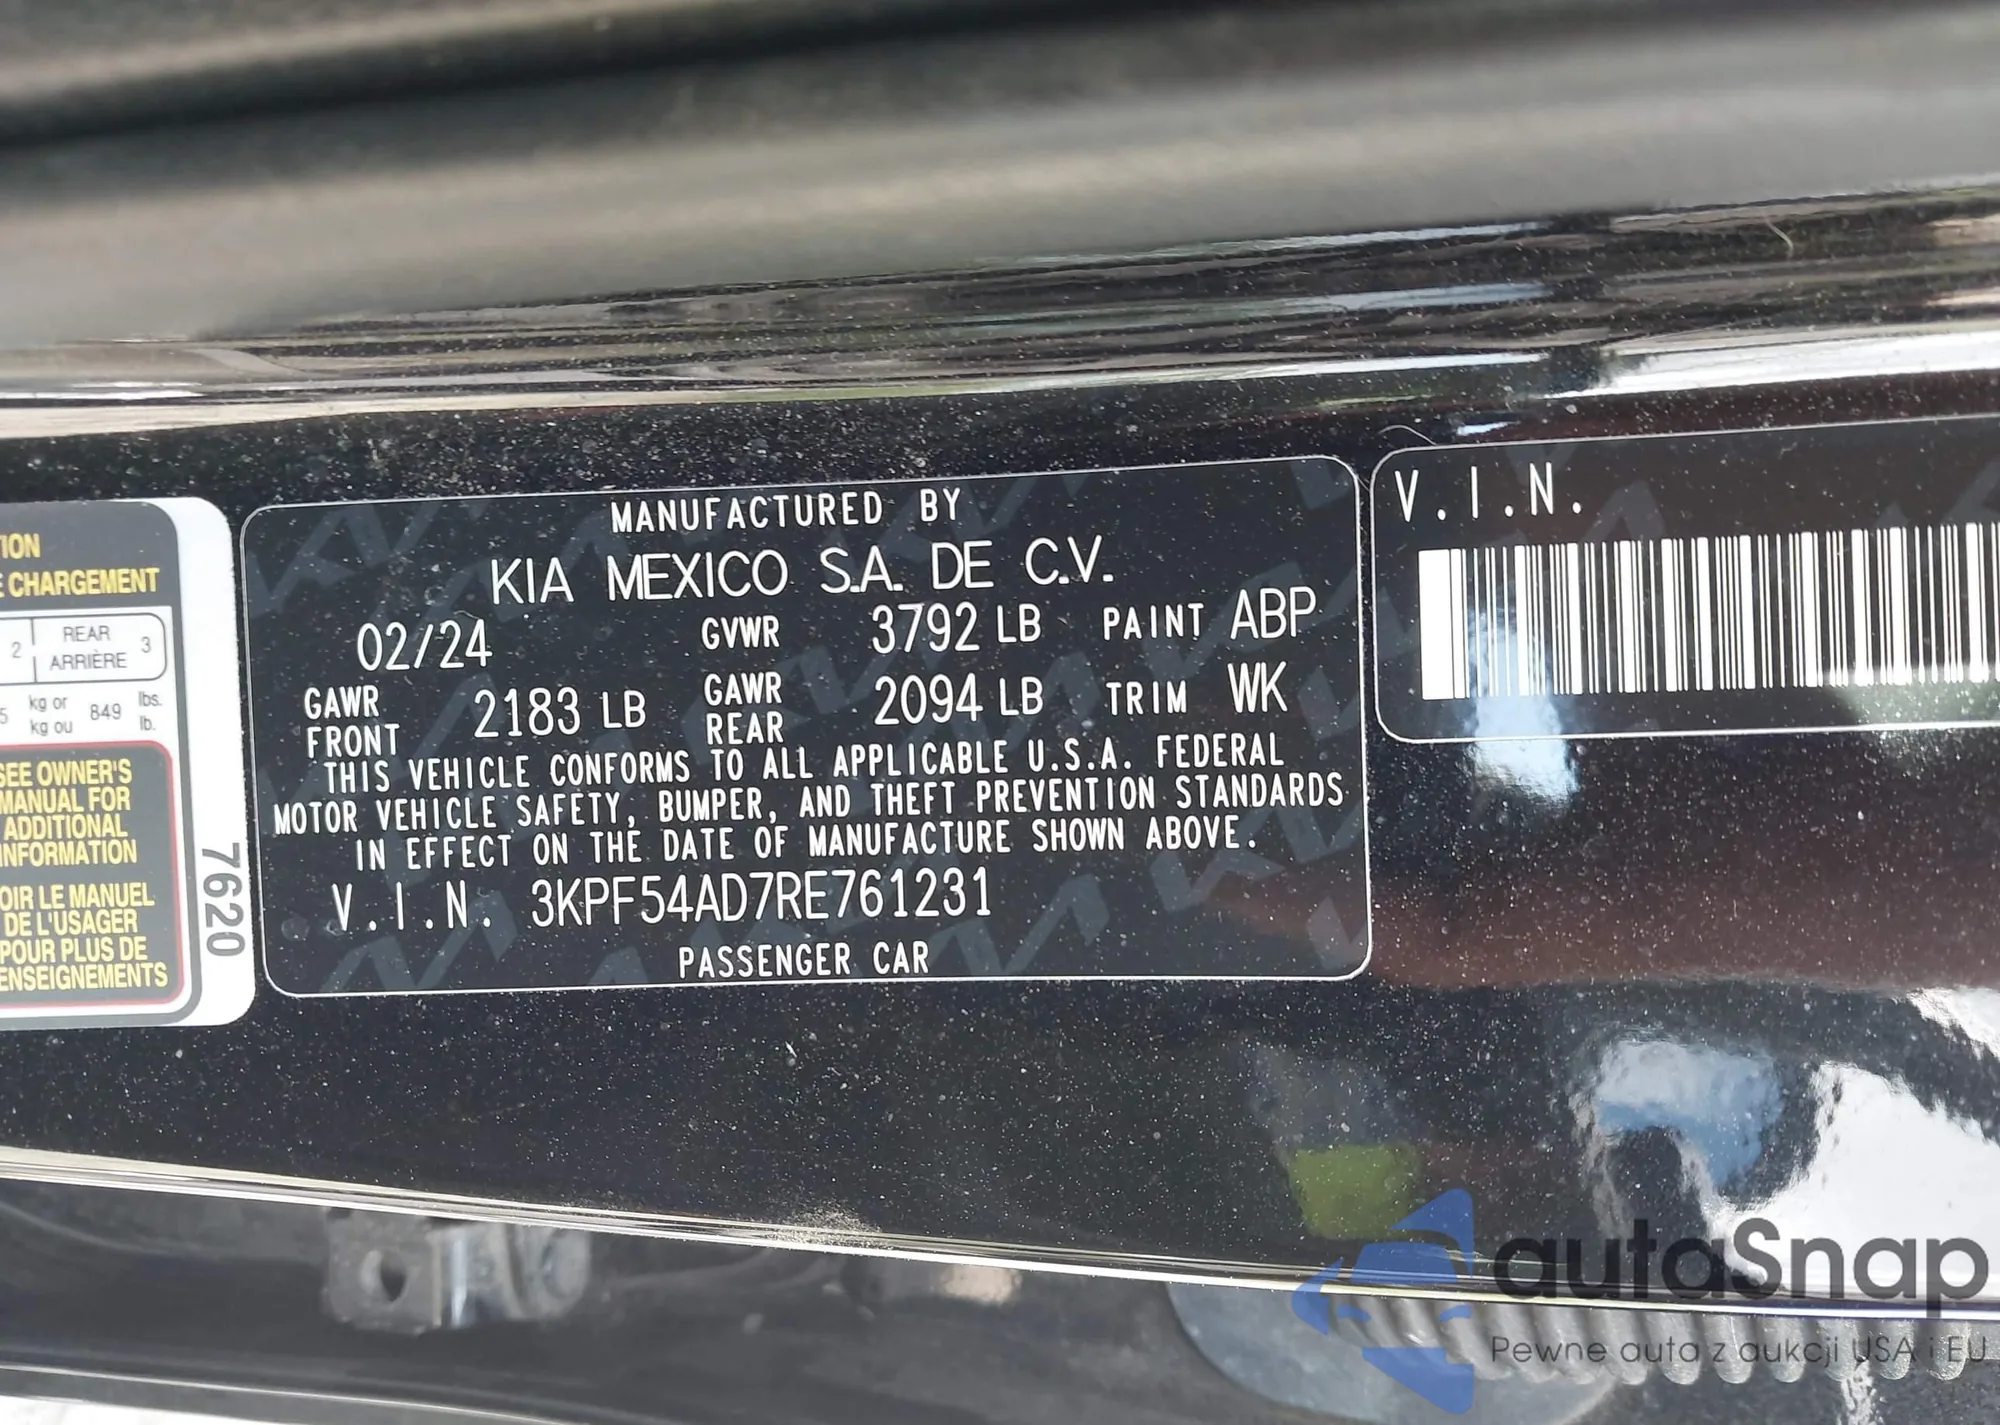 ION
E CHARGEMENT
2 REAR ARRIÈRE 3
5 kg or kg ou 849 lbs. lb.
SEE OWNER'S
MANUAL FOR
ADDITIONAL
INFORMATION
OIR LE MANUEL
DE L'USAGER
POUR PLUS DE
ENSEIGNEMENTS
7620
MANUFACTURED BY
KIA MEXICO S.A. DE C.V.
02/24 GVWR 3792 LB PAINT ABP
GAWR FRONT 2183 LB GAWR REAR 2094 LB TRIM WK
THIS VEHICLE CONFORMS TO ALL APPLICABLE U.S.A. FEDERAL
MOTOR VEHICLE SAFETY, BUMPER, AND THEFT PREVENTION STANDARDS
IN EFFECT ON THE DATE OF MANUFACTURE SHOWN ABOVE.
V.I.N. 3KPF54AD7RE761231
PASSENGER CAR
V.I.N.
autaSnap
Pewne auta z aukcji USA i EU